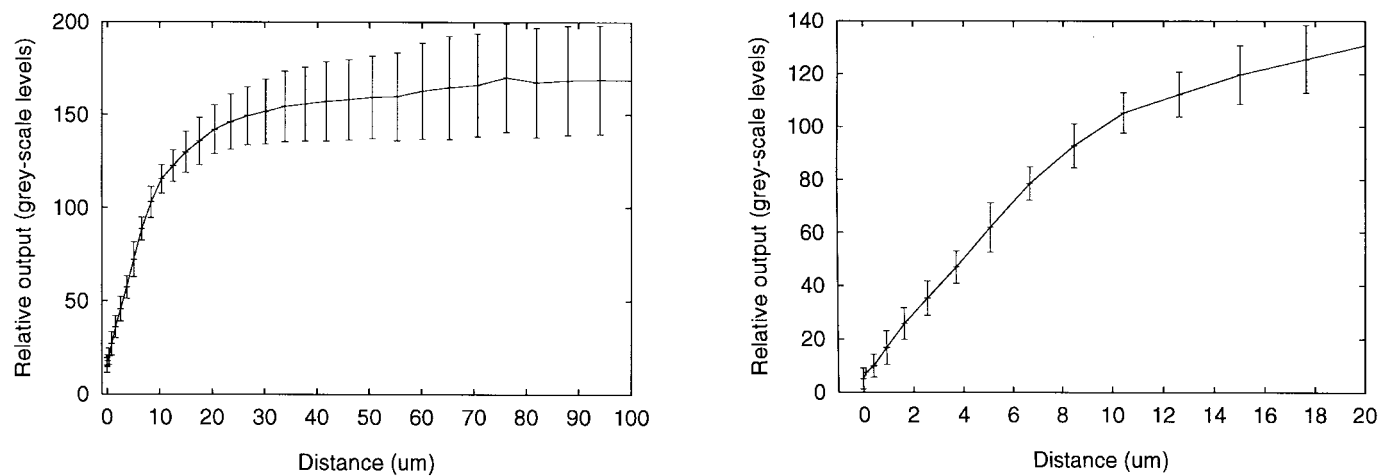 Relative output (grey-scale levels)
200
150
100
50
0
0 10 20 30 40 50 60 70 80 90 100
Distance (um)
Relative output (grey-scale levels)
140
120
100
80
60
40
20
0
0 2 4 6 8 10 12 14 16 18 20
Distance (um)